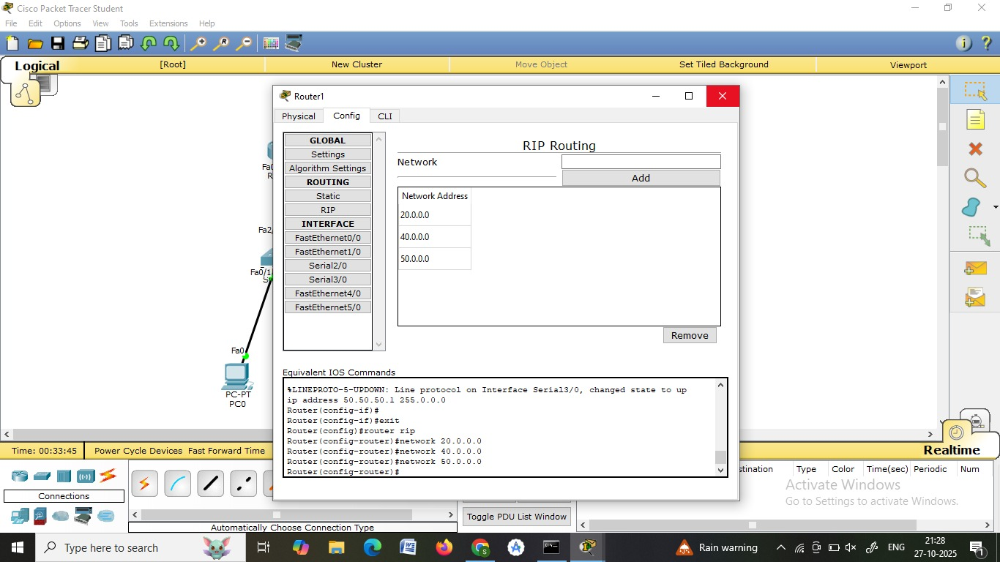 Cisco Packet Tracer Student
File Edit Options View Tools Extensions Help
Logical
[Root]
New Cluster
Move Object
Set Tiled Background
Viewport
Router1
Physical Config CLI
GLOBAL
Settings
Algorithm Settings
ROUTING
Static
RIP
INTERFACE
FastEthernet0/0
FastEthernet1/0
Serial2/0
Serial3/0
FastEthernet4/0
FastEthernet5/0
RIP Routing
Network
Add
Network Address
20.0.0.0
40.0.0.0
50.0.0.0
Remove
Equivalent IOS Commands
%LINEPROTO-5-UPDOWN: Line protocol on Interface Serial3/0, changed state to up
ip address 50.50.50.1 255.0.0.0
Router(config-if)#
Router(config-if)#exit
Router(config)#router rip
Router(config-router)#network 20.0.0.0
Router(config-router)#network 40.0.0.0
Router(config-router)#network 50.0.0.0
Router(config-router)#
Fa0
R
Fa2/
Fa0/1
S
Fa0
PC-PT
PC0
Time: 00:33:45
Power Cycle Devices Fast Forward Time
Realtime
Connections
Automatically Choose Connection Type
Toggle PDU List Window
stination Type Color Time(sec) Periodic Num
Activate Windows
Go to Settings to activate Windows.
Type here to search
Rain warning
ENG
21:28
27-10-2025
1